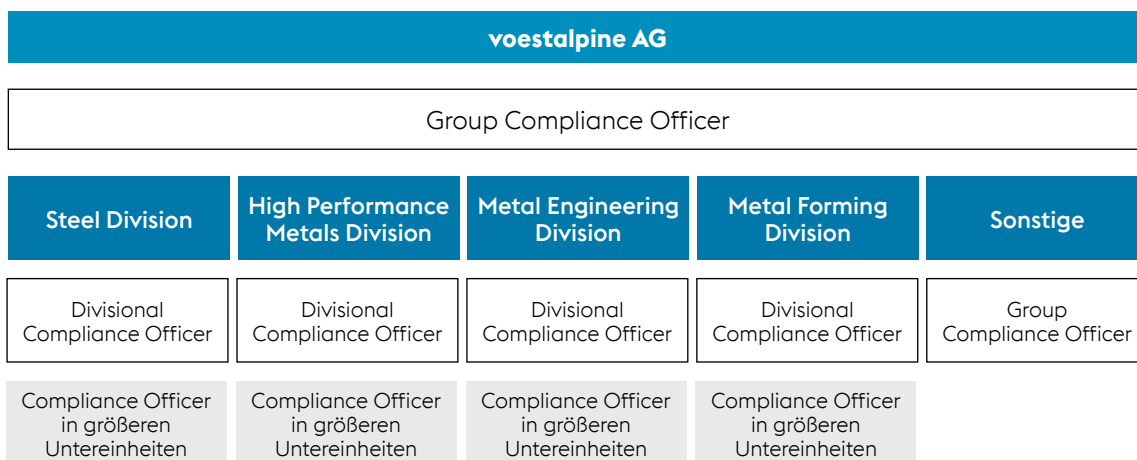 voestalpine AG
Group Compliance Officer
Steel Division
High Performance
Metals Division
Metal Engineering
Division
Metal Forming
Division
Sonstige
Divisional
Compliance Officer
Divisional
Compliance Officer
Divisional
Compliance Officer
Divisional
Compliance Officer
Group
Compliance Officer
Compliance Officer
in größeren
Untereinheiten
Compliance Officer
in größeren
Untereinheiten
Compliance Officer
in größeren
Untereinheiten
Compliance Officer
in größeren
Untereinheiten